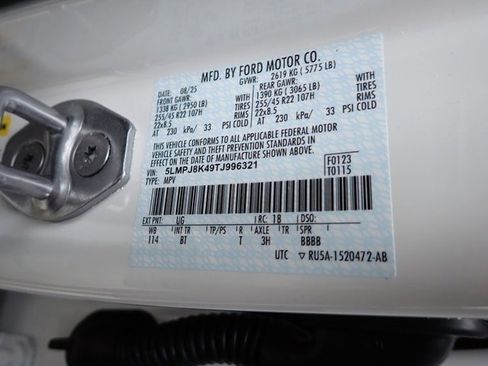 MFD. BY FORD MOTOR CO.
DATE: 08/25 GVWR: 2619 KG ( 5775 LB)
FRONT GAWR: REAR GAWR:
1338 KG ( 2950 LB) 1390 KG ( 3065 LB)
255/45 R22 107H TIRES 255/45 R22 107H TIRES
22x8.5 RIMS 22x8.5 RIMS
AT 230 kPa/ 33 PSI COLD AT 230 kPa/ 33 PSI COLD
THIS VEHICLE CONFORMS TO ALL APPLICABLE FEDERAL MOTOR
VEHICLE SAFETY AND THEFT PREVENTION STANDARDS IN
EFFECT ON THE DATE OF MANUFACTURE SHOWN ABOVE.
VIN: 5LMPJ8K49TJ996321 F0123
TYPE: MPV T0115
EXT PNT: UG RC: 18 DSO:
WB INT TR TP/PS R AXLE TR SPR
114 BT T 3H BBBB
UTC ▽ RU5A-1520472-AB